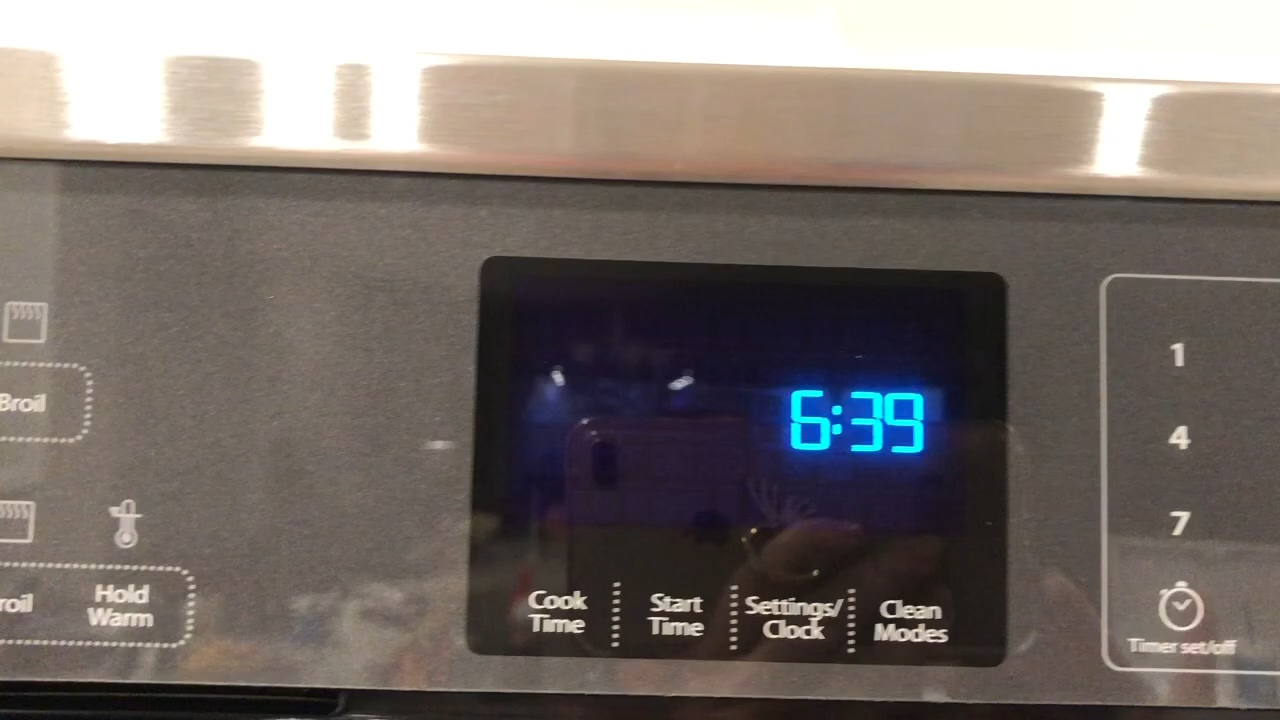 Broil
Hold
Warm
6:39
Cook
Time
Start
Time
Settings/
Clock
Clean
Modes
1
4
7
Timer set/off